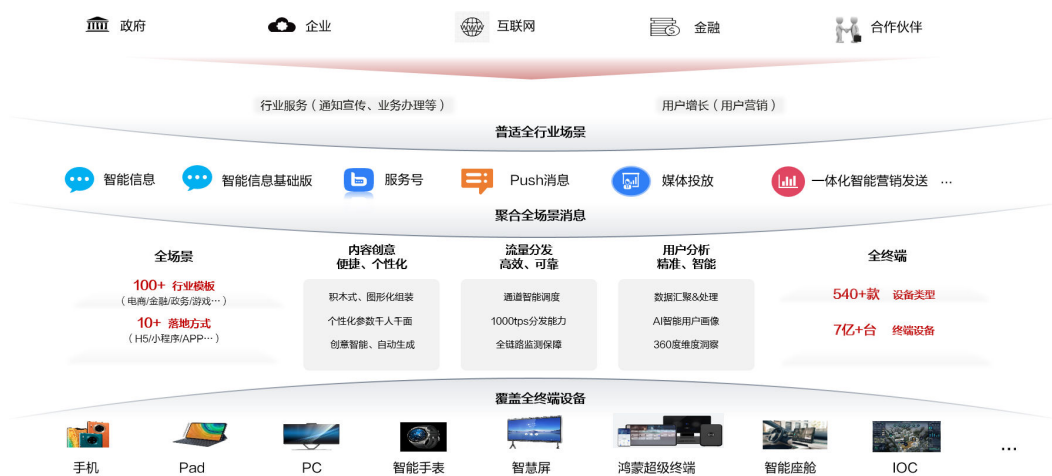 政府
企业
互联网
金融
合作伙伴
行业服务（通知宣传、业务办理等）
用户增长（用户营销）
普适全行业场景
智能信息
智能信息基础版
服务号
Push消息
媒体投放
一体化智能营销发送 …
聚合全场景消息
全场景
100+ 行业模板
（电商/金融/政务/游戏…）
10+ 落地方式
（H5/小程序/APP…）
内容创意
便捷、个性化
积木式、图形化组装
个性化参数千人千面
创意智能、自动生成
流量分发
高效、可靠
通道智能调度
1000tps分发能力
全链路监测保障
用户分析
精准、智能
数据汇聚&处理
AI智能用户画像
360度维度洞察
全终端
540+款 设备类型
7亿+台 终端设备
覆盖全终端设备
手机
Pad
PC
智能手表
智慧屏
鸿蒙超级终端
智能座舱
IOC
…